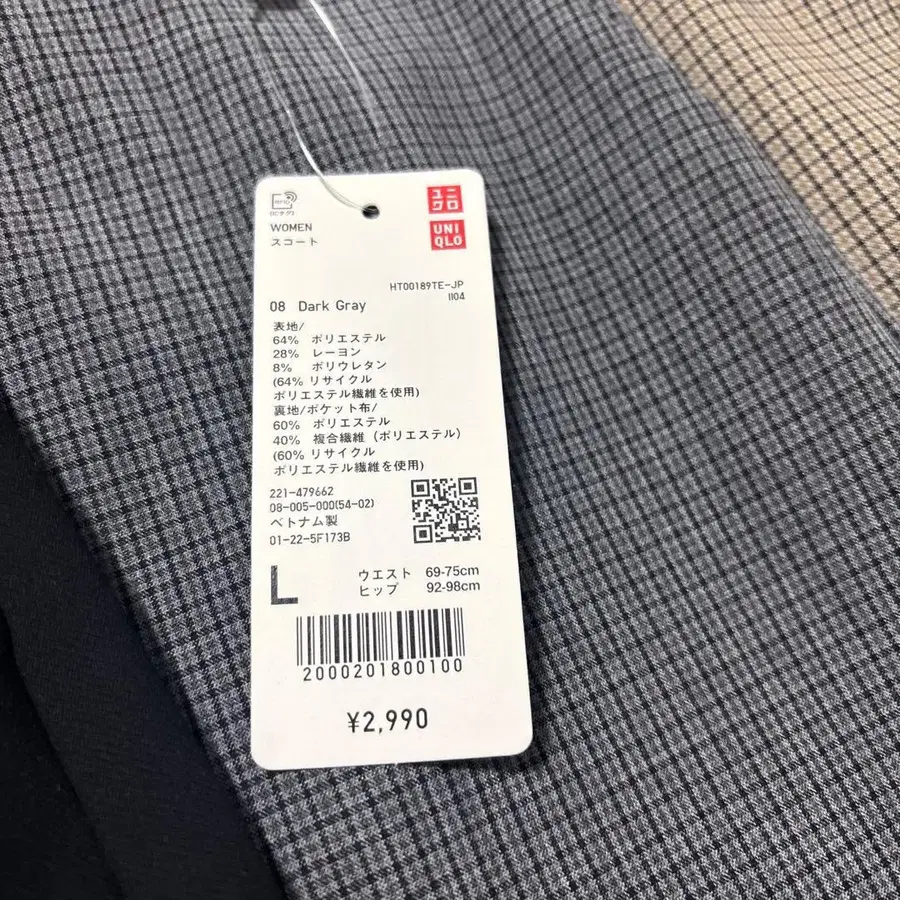 RFID
(ICタグ)
ユニ
クロ
UNI
QLO
WOMEN
スコート
HT00189TE-JP
II04
08 Dark Gray
表地/
64% ポリエステル
28% レーヨン
8% ポリウレタン
(64% リサイクル
ポリエステル繊維を使用)
裏地/ポケット布/
60% ポリエステル
40% 複合繊維（ポリエステル）
(60% リサイクル
ポリエステル繊維を使用)
221-479662
08-005-000(54-02)
ベトナム製
01-22-5F173B
L
ウエスト 69-75cm
ヒップ 92-98cm
2000201800100
¥2,990